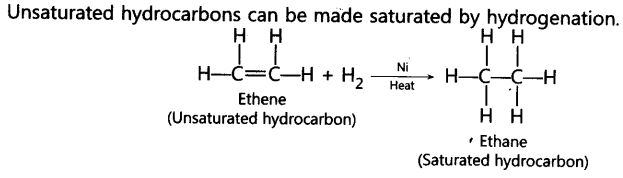 Unsaturated hydrocarbons can be made saturated by hydrogenation.
H H H H
H—C=C—H + H₂ Ni Heat H—C—C—H
Ethene
(Unsaturated hydrocarbon)
H H
Ethane
(Saturated hydrocarbon)